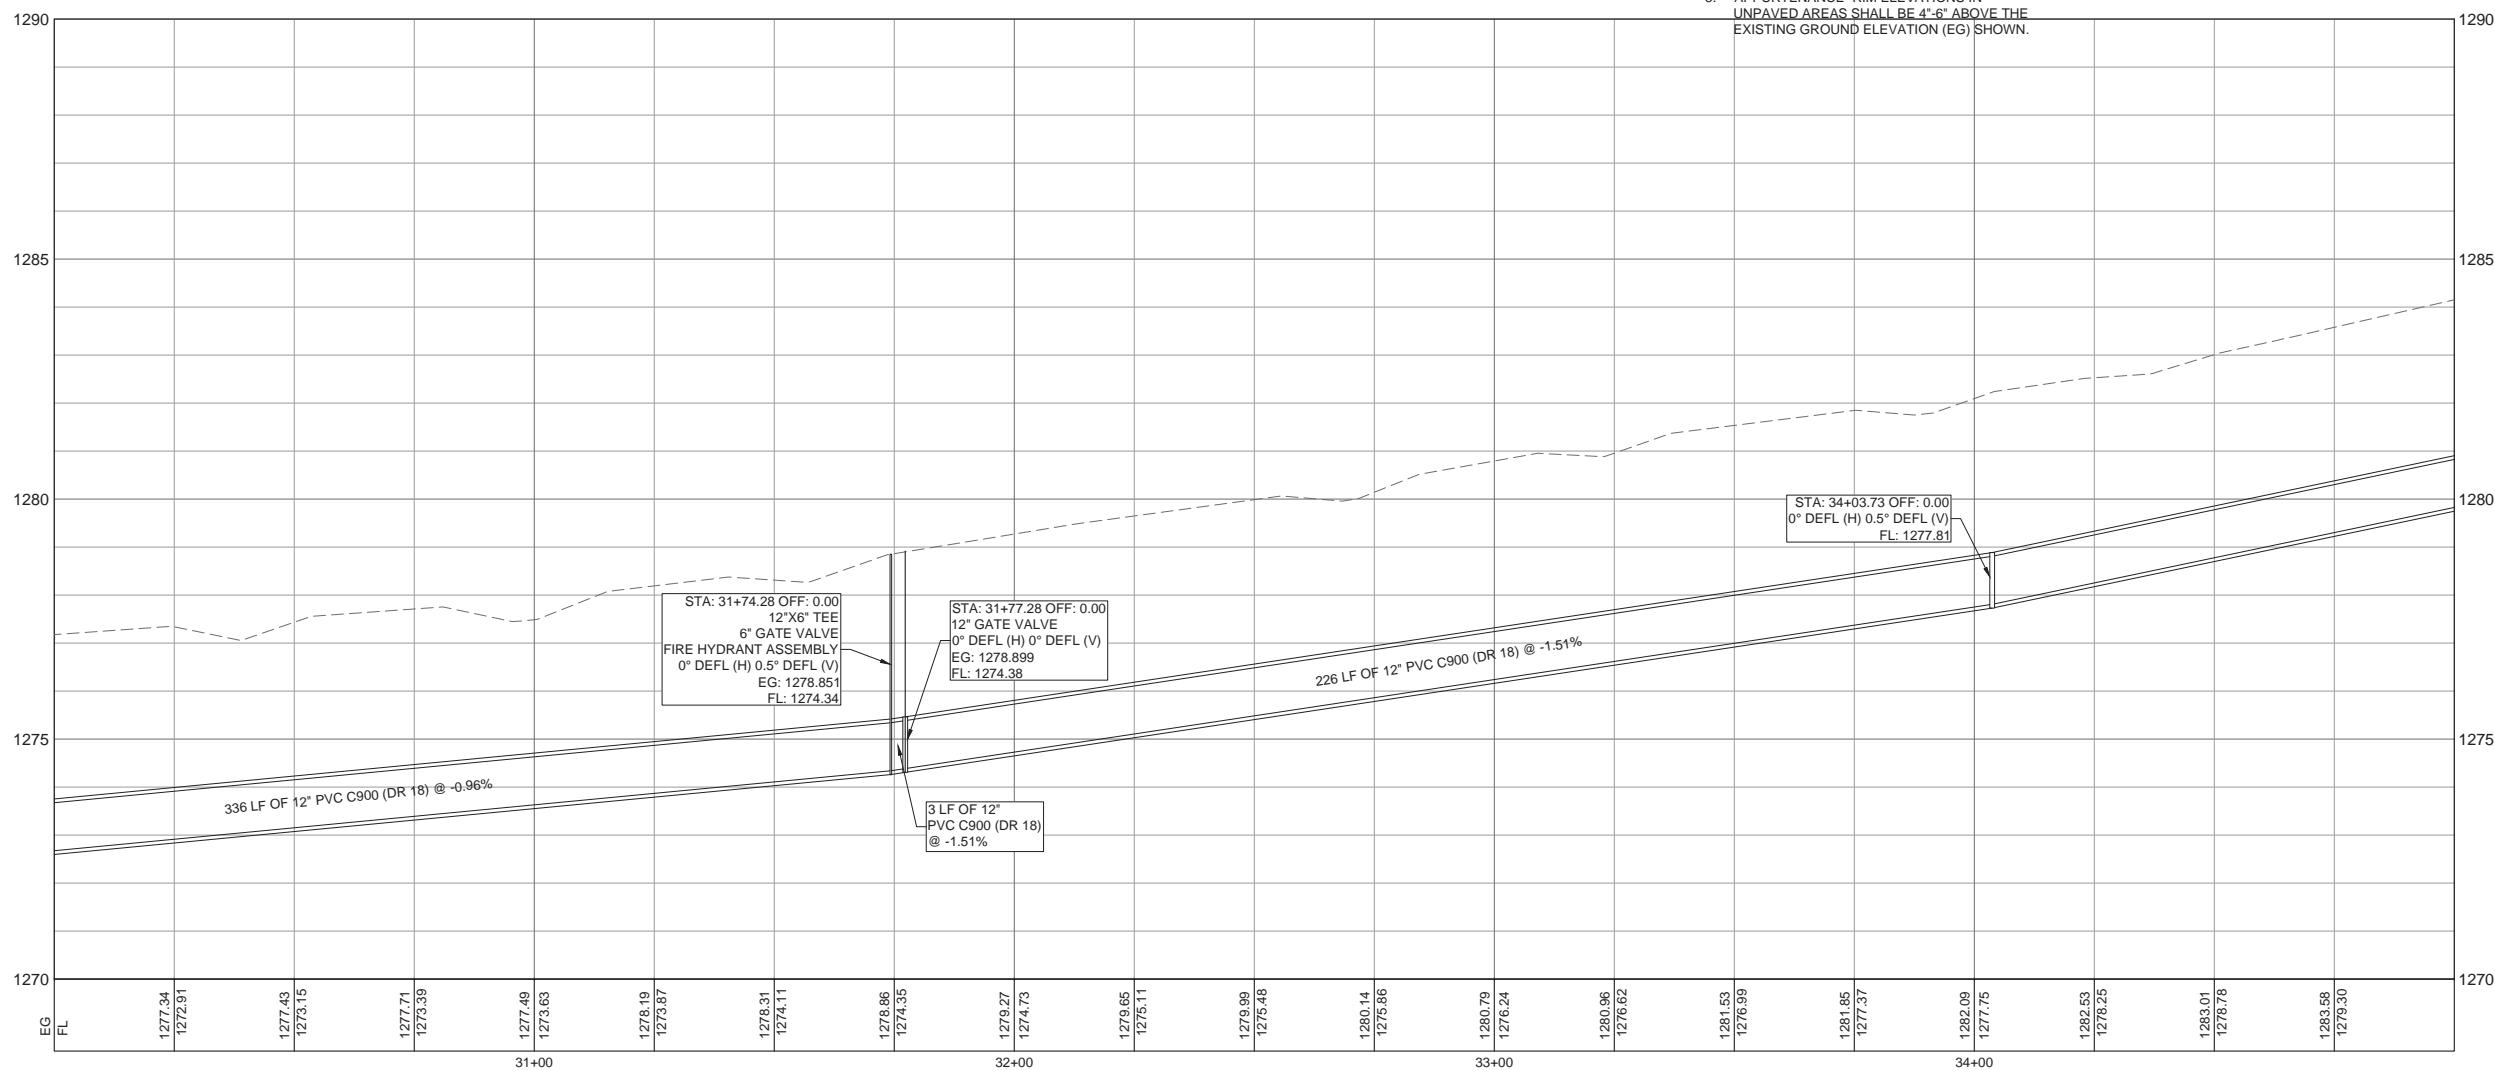 1290
UNPAVED AREAS SHALL BE 4"-6" ABOVE THE
EXISTING GROUND ELEVATION (EG) SHOWN.
1290
1285
1285
1280
1280
1275
1275
1270
1270
STA: 34+03.73 OFF: 0.00
0° DEFL (H) 0.5° DEFL (V)
FL: 1277.81
STA: 31+74.28 OFF: 0.00
12"X6" TEE
6" GATE VALVE
FIRE HYDRANT ASSEMBLY
0° DEFL (H) 0.5° DEFL (V)
EG: 1278.851
FL: 1274.34
STA: 31+77.28 OFF: 0.00
12" GATE VALVE
0° DEFL (H) 0° DEFL (V)
EG: 1278.899
FL: 1274.38
226 LF OF 12" PVC C900 (DR 18) @ -1.51%
336 LF OF 12" PVC C900 (DR 18) @ -0.96%
3 LF OF 12"
PVC C900 (DR 18)
@ -1.51%
EG
FL
1277.34
1272.91
1277.43
1273.15
1277.71
1273.39
1277.49
1273.63
1278.19
1273.87
1278.31
1274.11
1278.86
1274.35
1279.27
1274.73
1279.65
1275.11
1279.99
1275.48
1280.14
1275.86
1280.79
1276.24
1280.96
1276.62
1281.53
1276.99
1281.85
1277.37
1282.09
1277.75
1282.53
1278.25
1283.01
1278.78
1283.58
1279.30
31+00
32+00
33+00
34+00